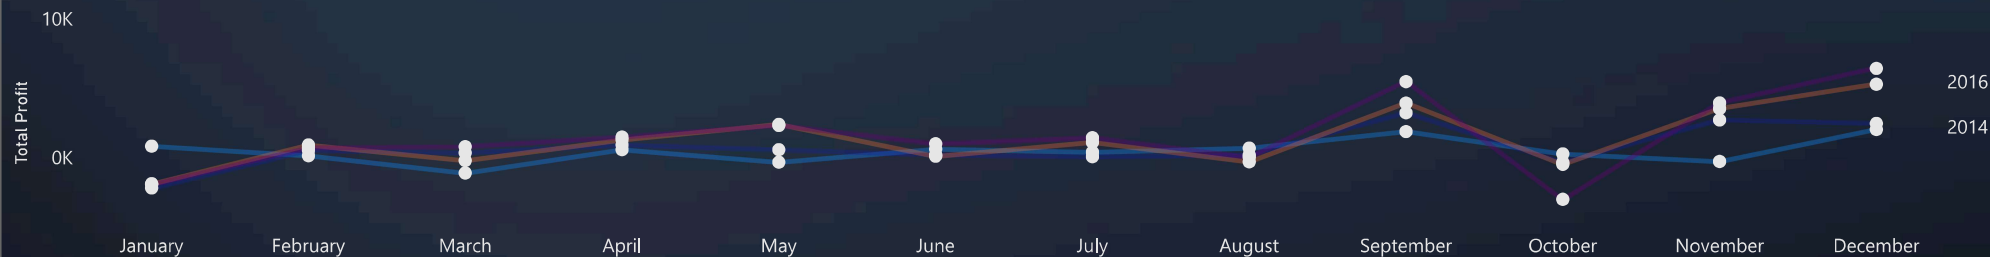 10K
Total Profit
0K
2016
2014
January February March April May June July August September October November December